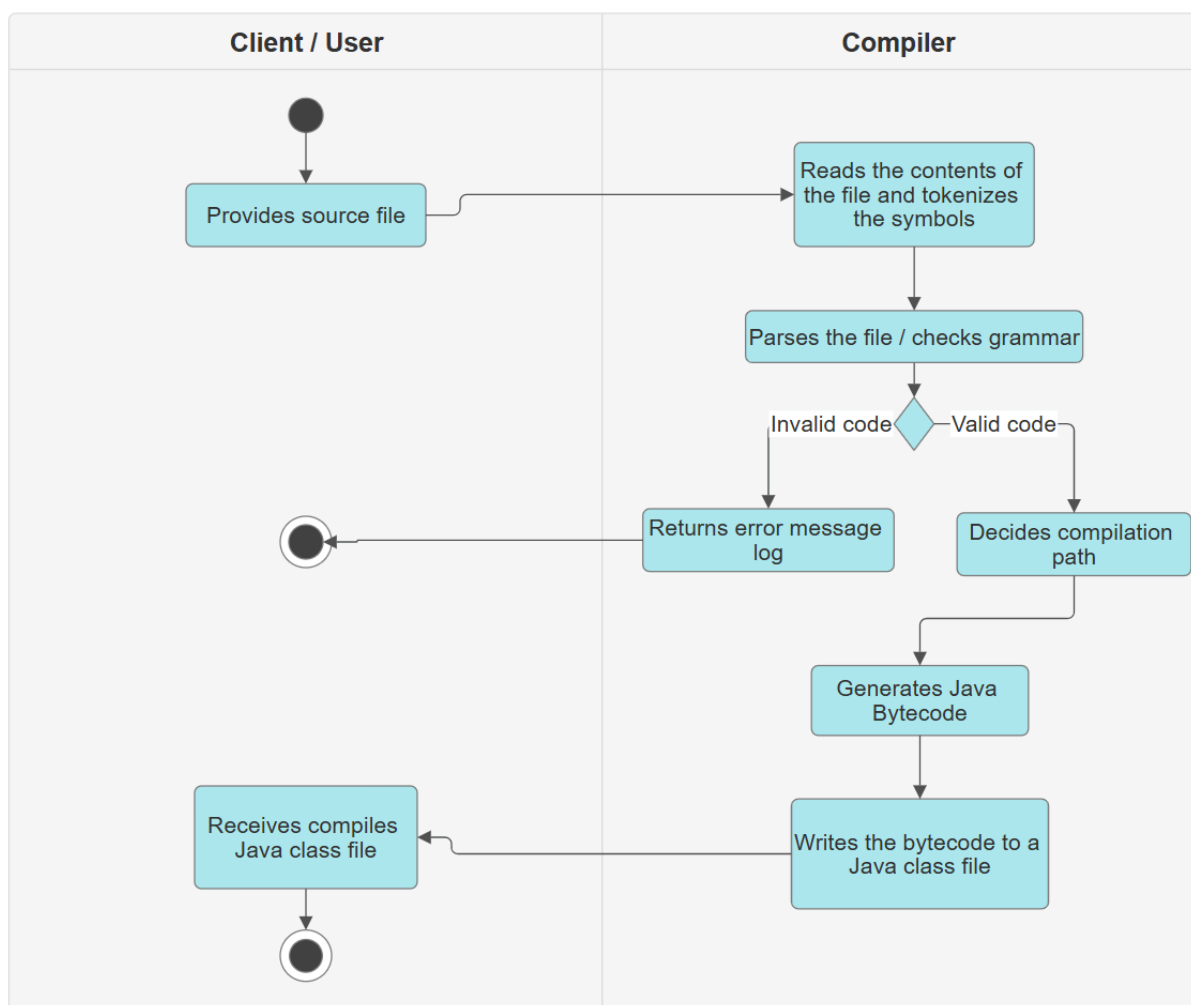 Client / User
Compiler
Provides source file
Reads the contents of
the file and tokenizes
the symbols
Parses the file / checks grammar
Invalid code
Valid code
Returns error message
log
Decides compilation
path
Generates Java
Bytecode
Receives compiles
Java class file
Writes the bytecode to a
Java class file